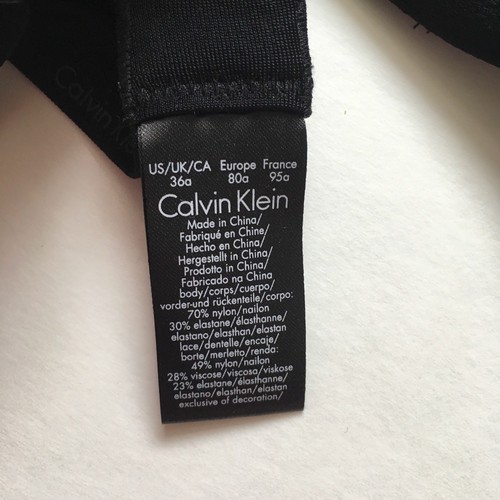 US/UK/CA Europe France
36a 80a 95a
Calvin Klein
Made in China/
Fabriqué en Chine/
Hecho en China/
Hergestellt in China/
Prodotto in China/
Fabricado na China
body/corps/cuerpo/
vorder-und rückenteile/corpo:
70% nylon/nailon
30% elastane/élasthanne/
elastano/elasthan/elastan
lace/dentelle/encaje/
borte/merletto/renda:
49% nylon/nailon
28% viscose/viscosa/viskose
23% elastane/élasthanne/
elastano/elasthan/elastan
exclusive of decoration/
Calvin K